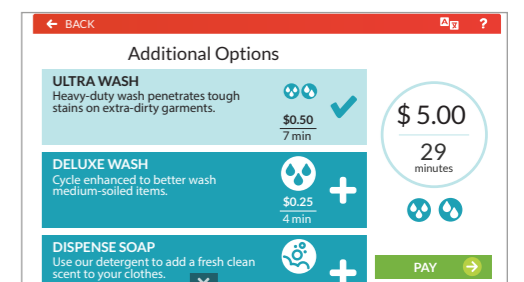 BACK
?
Additional Options
ULTRA WASH
Heavy-duty wash penetrates tough
stains on extra-dirty garments.
$0.50
7 min
DELUXE WASH
Cycle enhanced to better wash
medium-soiled items.
$0.25
4 min
DISPENSE SOAP
Use our detergent to add a fresh clean
scent to your clothes.
$ 5.00
29
minutes
PAY